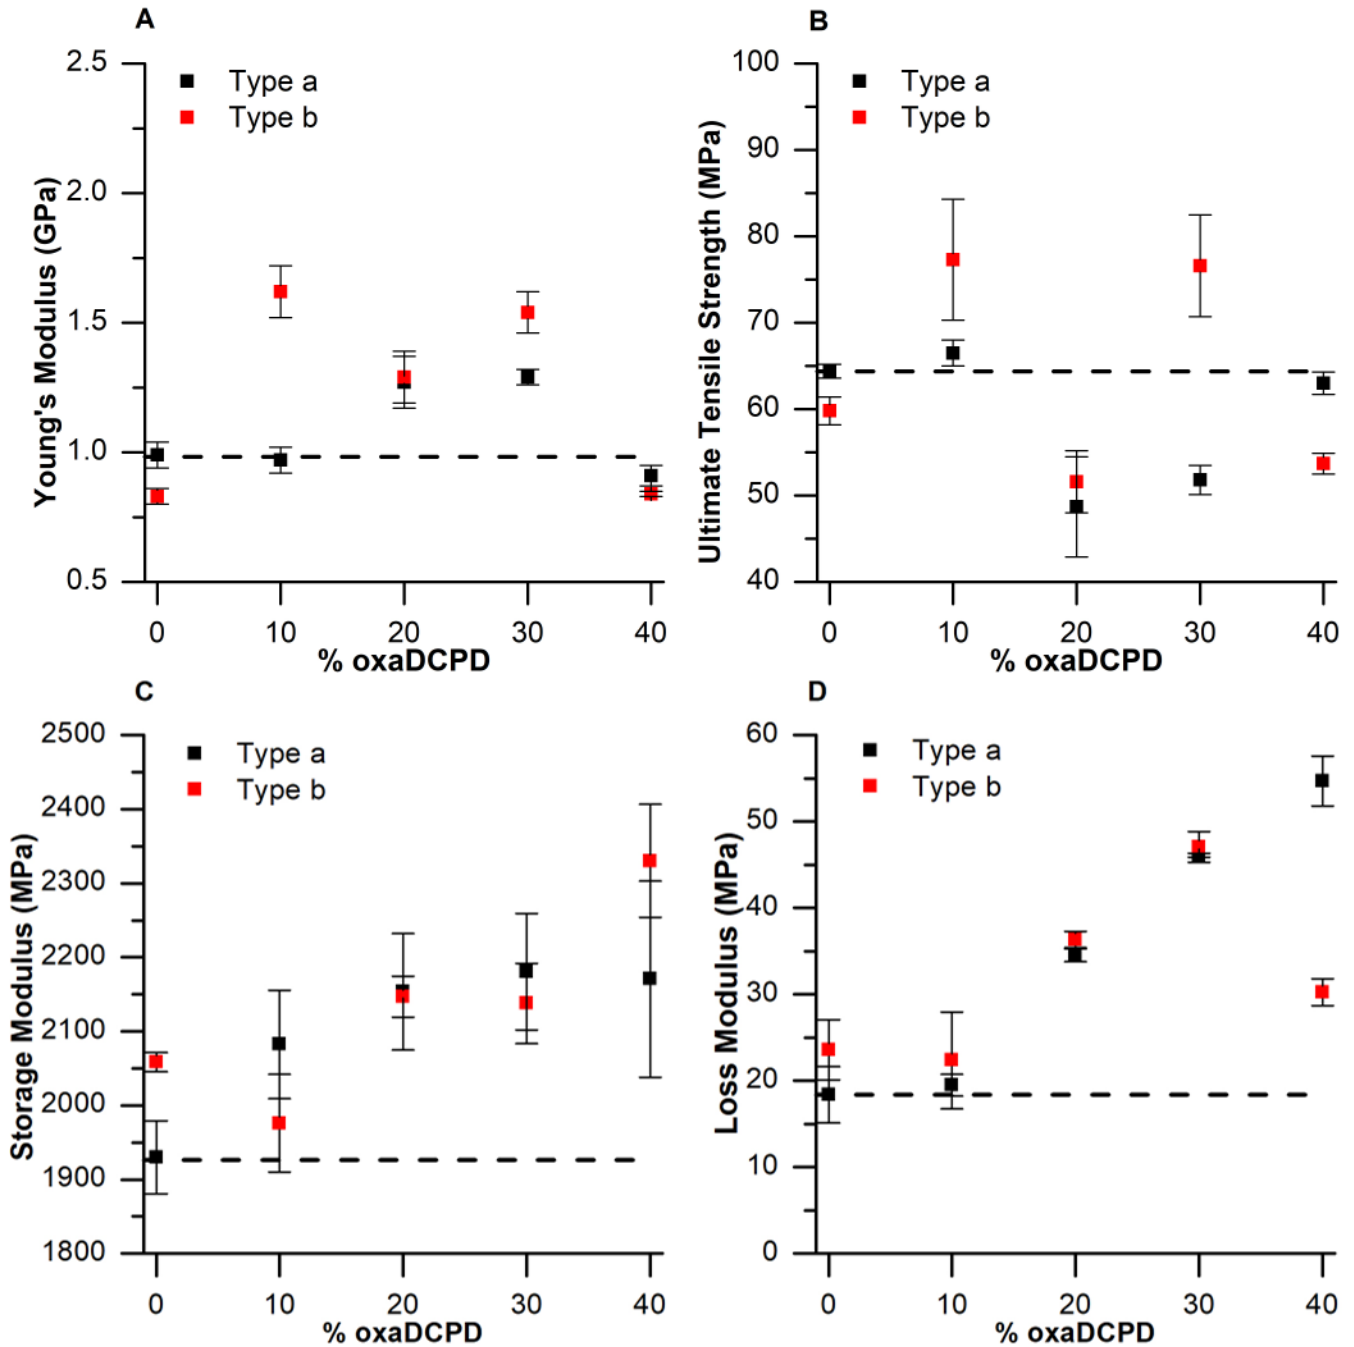 A
Young's Modulus (GPa)
2.5
2.0
1.5
1.0
0.5
Type a
Type b
0 10 20 30 40
% oxaDCPD
B
Ultimate Tensile Strength (MPa)
100
90
80
70
60
50
40
Type a
Type b
0 10 20 30 40
% oxaDCPD
C
Storage Modulus (MPa)
2500
2400
2300
2200
2100
2000
1900
1800
Type a
Type b
0 10 20 30 40
% oxaDCPD
D
Loss Modulus (MPa)
60
50
40
30
20
10
0
Type a
Type b
0 10 20 30 40
% oxaDCPD